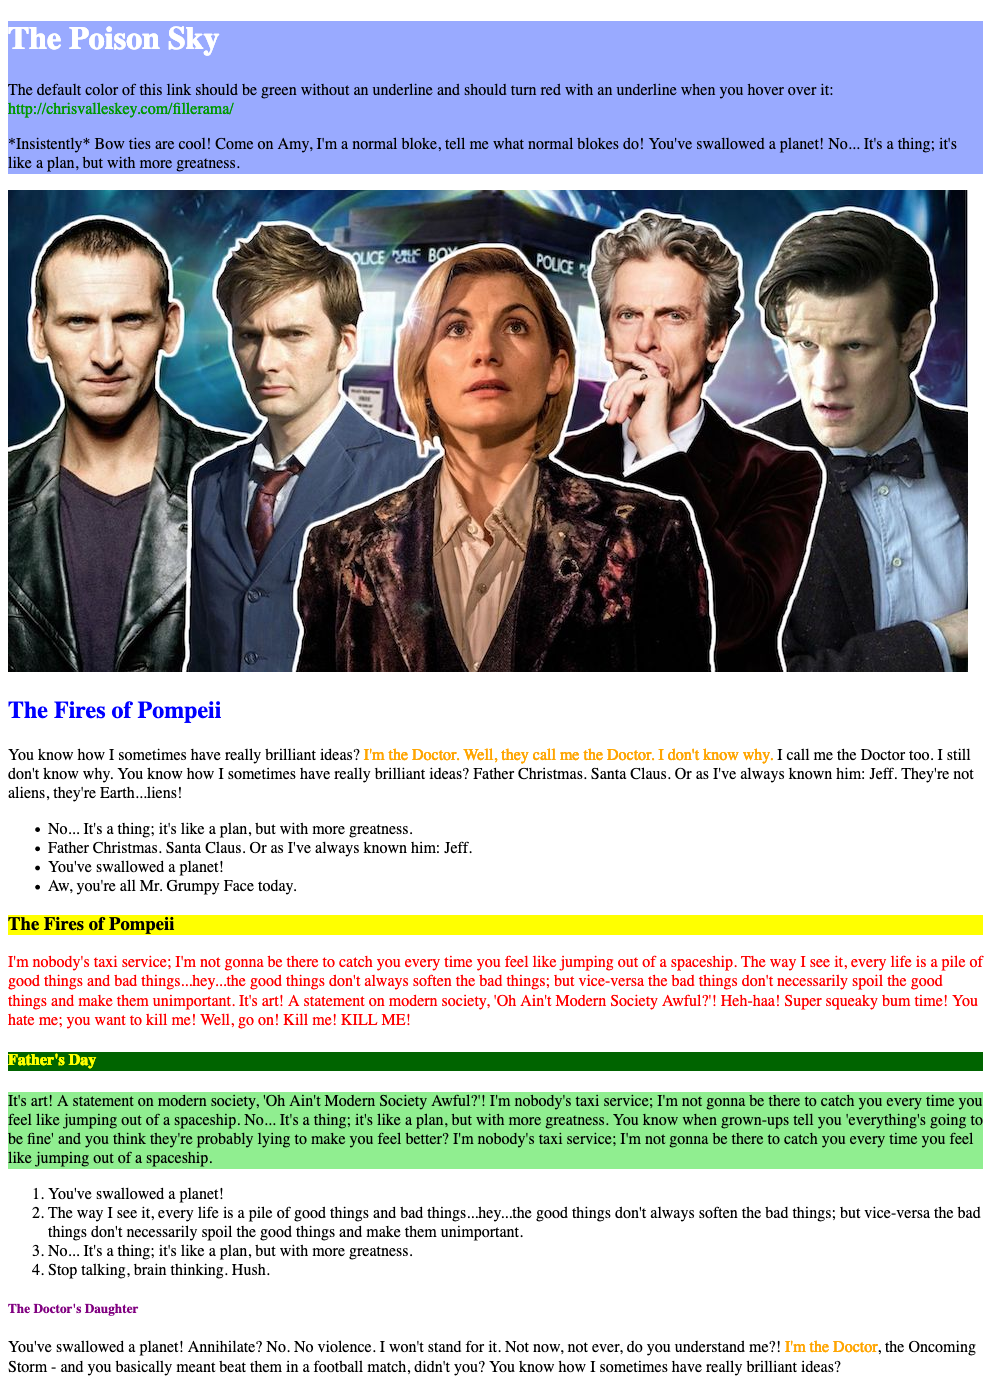 The Poison Sky
The default color of this link should be green without an underline and should turn red with an underline when you hover over it:
http://chrisvalleskey.com/fillerama/
*Insistently* Bow ties are cool! Come on Amy, I'm a normal bloke, tell me what normal blokes do! You've swallowed a planet! No... It's a thing; it's
like a plan, but with more greatness.
POLICE PUBLIC CALL BOX
POLICE
The Fires of Pompeii
You know how I sometimes have really brilliant ideas? I'm the Doctor. Well, they call me the Doctor. I don't know why. I call me the Doctor too. I still
don't know why. You know how I sometimes have really brilliant ideas? Father Christmas. Santa Claus. Or as I've always known him: Jeff. They're not
aliens, they're Earth...liens!
• No... It's a thing; it's like a plan, but with more greatness.
• Father Christmas. Santa Claus. Or as I've always known him: Jeff.
• You've swallowed a planet!
• Aw, you're all Mr. Grumpy Face today.
The Fires of Pompeii
I'm nobody's taxi service; I'm not gonna be there to catch you every time you feel like jumping out of a spaceship. The way I see it, every life is a pile of
good things and bad things...hey...the good things don't always soften the bad things; but vice-versa the bad things don't necessarily spoil the good
things and make them unimportant. It's art! A statement on modern society, 'Oh Ain't Modern Society Awful?'! Heh-haa! Super squeaky bum time! You
hate me; you want to kill me! Well, go on! Kill me! KILL ME!
Father's Day
It's art! A statement on modern society, 'Oh Ain't Modern Society Awful?'! I'm nobody's taxi service; I'm not gonna be there to catch you every time you
feel like jumping out of a spaceship. No... It's a thing; it's like a plan, but with more greatness. You know when grown-ups tell you 'everything's going to
be fine' and you think they're probably lying to make you feel better? I'm nobody's taxi service; I'm not gonna be there to catch you every time you feel
like jumping out of a spaceship.
1. You've swallowed a planet!
2. The way I see it, every life is a pile of good things and bad things...hey...the good things don't always soften the bad things; but vice-versa the bad
things don't necessarily spoil the good things and make them unimportant.
3. No... It's a thing; it's like a plan, but with more greatness.
4. Stop talking, brain thinking. Hush.
The Doctor's Daughter
You've swallowed a planet! Annihilate? No. No violence. I won't stand for it. Not now, not ever, do you understand me?! I'm the Doctor, the Oncoming
Storm - and you basically meant beat them in a football match, didn't you? You know how I sometimes have really brilliant ideas?